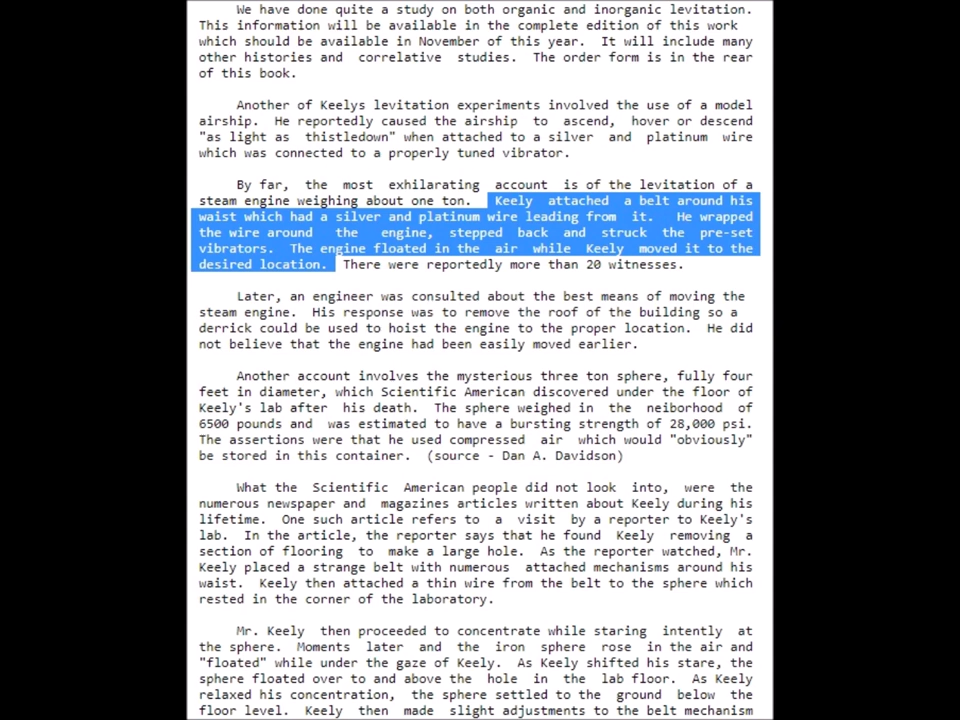 We have done quite a study on both organic and inorganic levitation.
This information will be available in the complete edition of this work
which should be available in November of this year. It will include many
other histories and correlative studies. The order form is in the rear
of this book.
Another of Keelys levitation experiments involved the use of a model
airship. He reportedly caused the airship to ascend, hover or descend
"as light as thistledown" when attached to a silver and platinum wire
which was connected to a properly tuned vibrator.
By far, the most exhilarating account is of the levitation of a
steam engine weighing about one ton. Keely attached a belt around his
waist which had a silver and platinum wire leading from it. He wrapped
the wire around the engine, stepped back and struck the pre-set
vibrators. The engine floated in the air while Keely moved it to the
desired location. There were reportedly more than 20 witnesses.
Later, an engineer was consulted about the best means of moving the
steam engine. His response was to remove the roof of the building so a
derrick could be used to hoist the engine to the proper location. He did
not believe that the engine had been easily moved earlier.
Another account involves the mysterious three ton sphere, fully four
feet in diameter, which Scientific American discovered under the floor of
Keely's lab after his death. The sphere weighed in the neiborhood of
6500 pounds and was estimated to have a bursting strength of 28,000 psi.
The assertions were that he used compressed air which would "obviously"
be stored in this container. (source - Dan A. Davidson)
What the Scientific American people did not look into, were the
numerous newspaper and magazines articles written about Keely during his
lifetime. One such article refers to a visit by a reporter to Keely's
lab. In the article, the reporter says that he found Keely removing a
section of flooring to make a large hole. As the reporter watched, Mr.
Keely placed a strange belt with numerous attached mechanisms around his
waist. Keely then attached a thin wire from the belt to the sphere which
rested in the corner of the laboratory.
Mr. Keely then proceeded to concentrate while staring intently at
the sphere. Moments later and the iron sphere rose in the air and
"floated" while under the gaze of Keely. As Keely shifted his stare, the
sphere floated over to and above the hole in the lab floor. As Keely
relaxed his concentration, the sphere settled to the ground below the
floor level. Keely then made slight adjustments to the belt mechanism